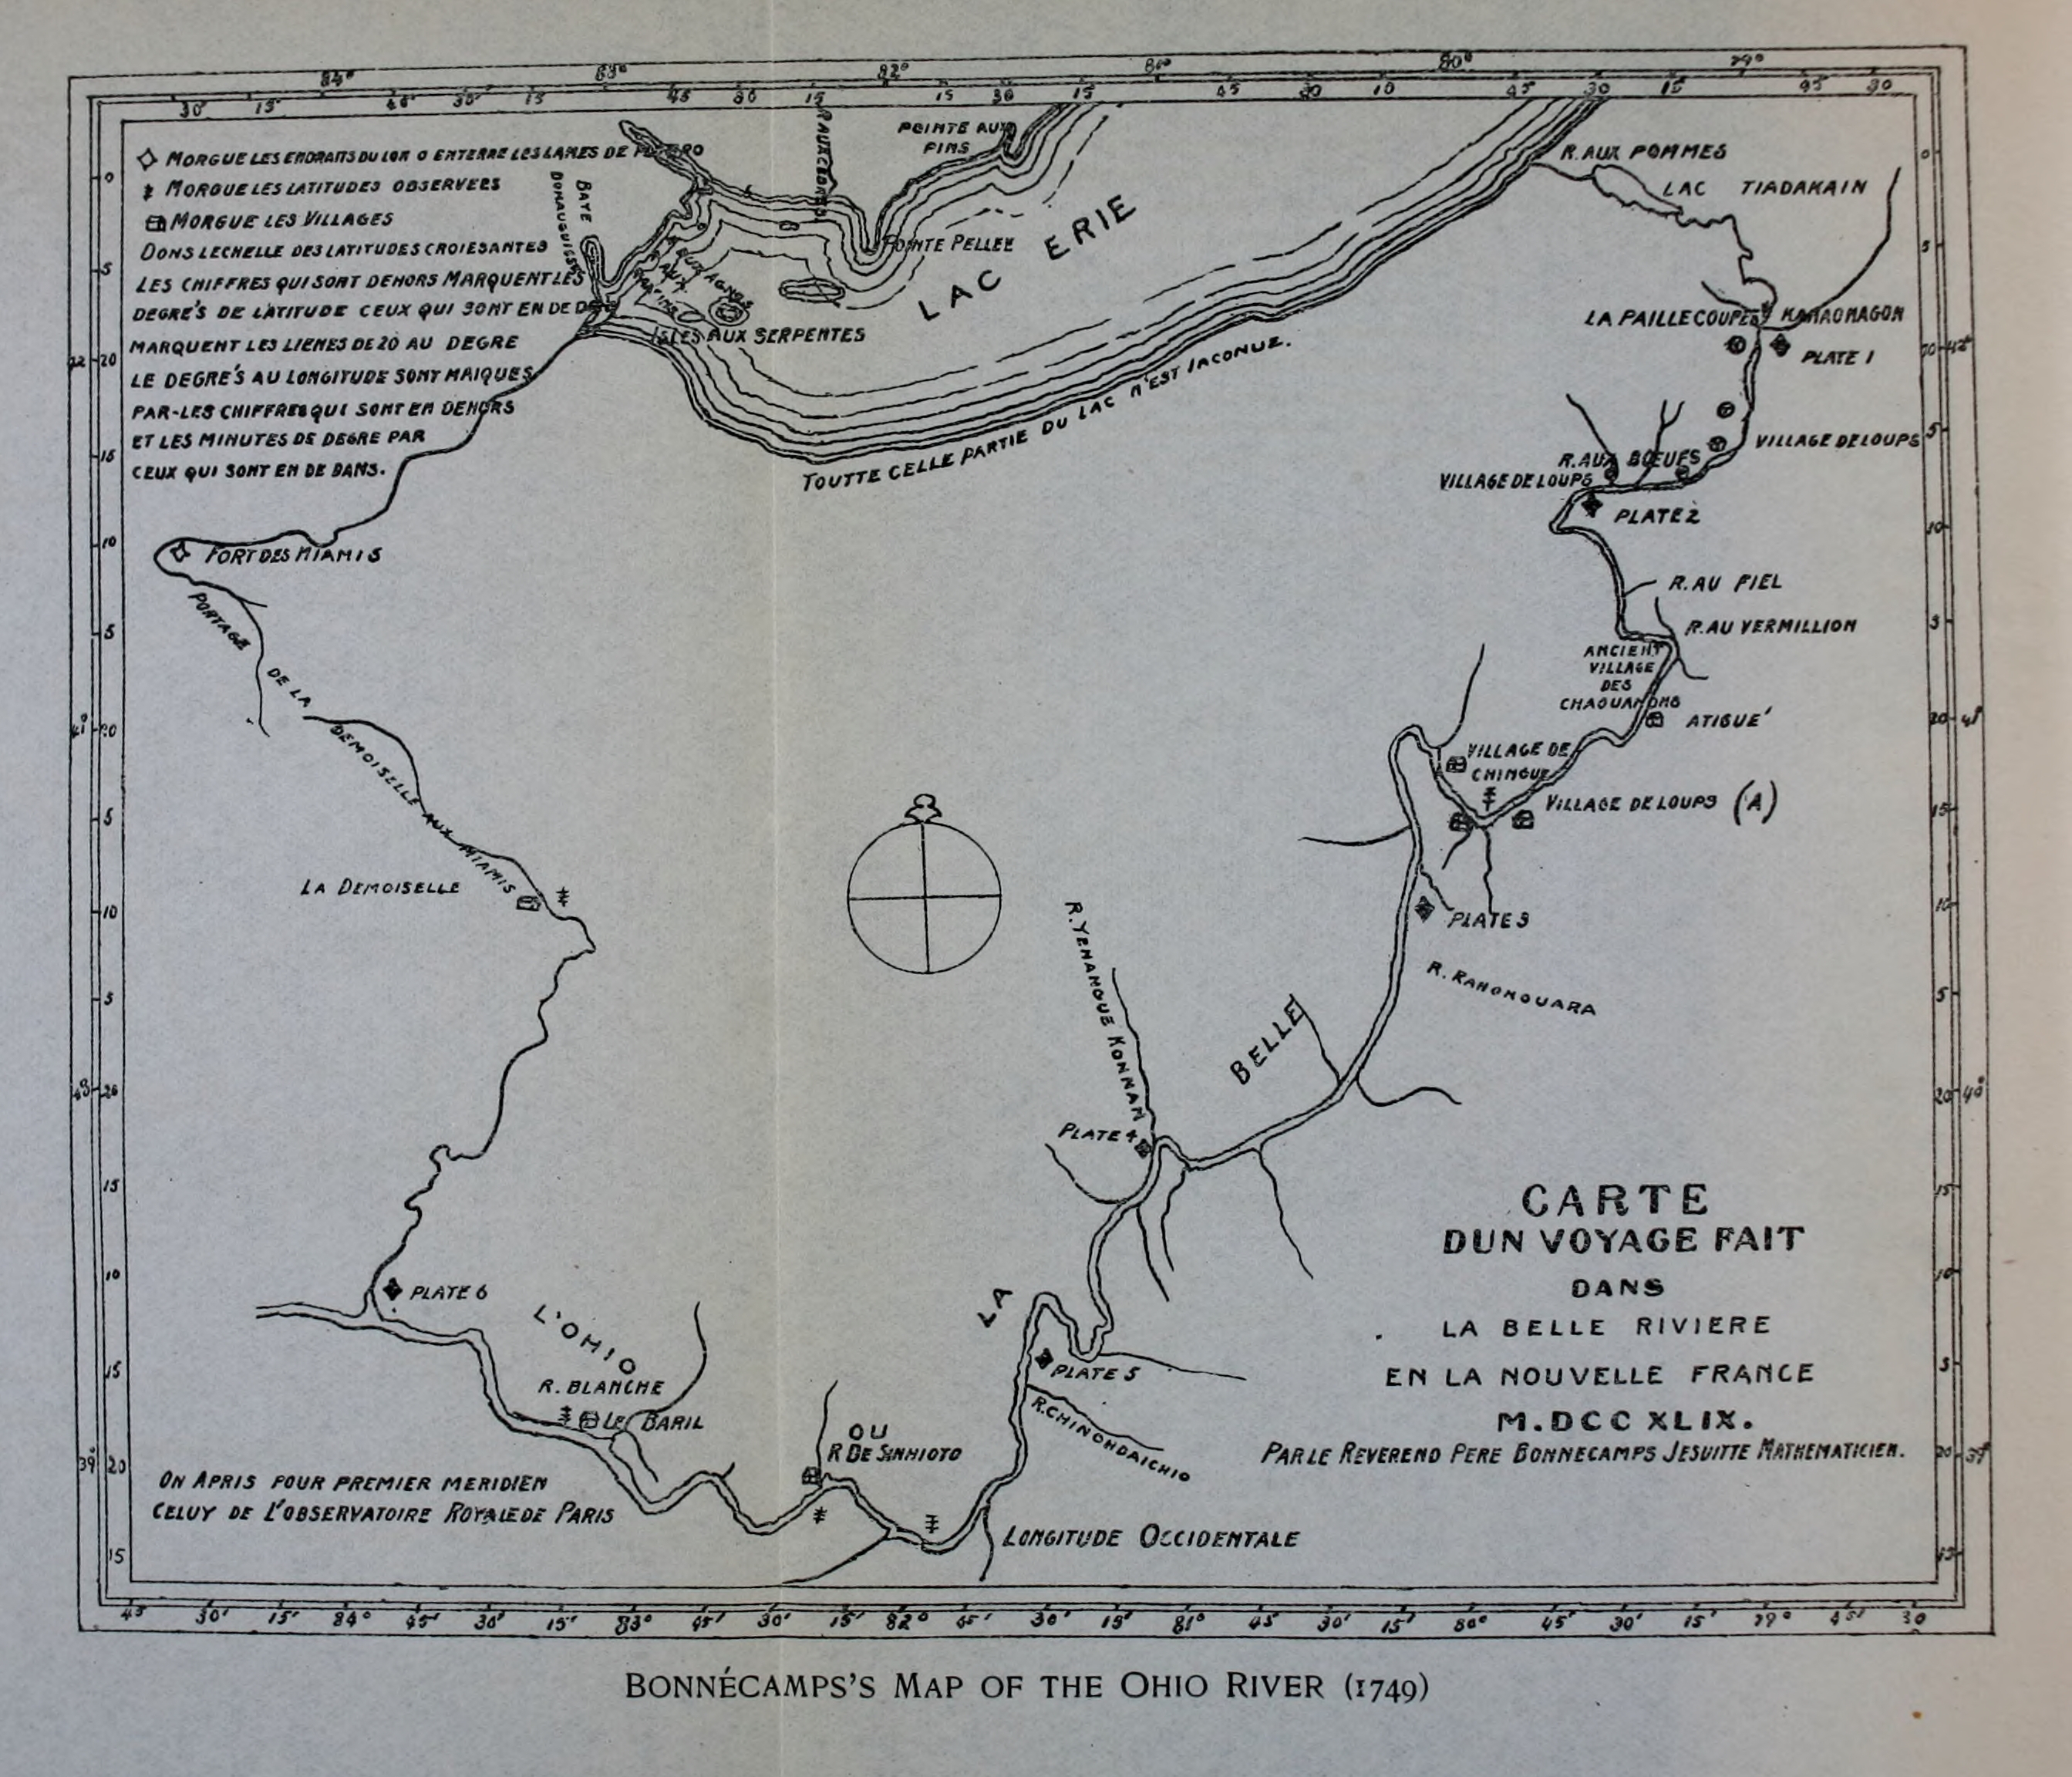 84° 83° 82° 81° 80° 79°
30' 15' 45' 30' 15 45 30 15 15 30 15 45 30 10 45 30 15 45 30
MORGUE LES ENDRAITS DU LON O ENTERRE LES LAMES DE
MORGUE LES LATITUDES OBSERVERS
MORGUE LES VILLAGES
DONS LECHELLE DES LATITUDES CROIESANTES
LES CHIFFRES QUI SONT DEHORS MARQUENT LES
DEGRE'S DE LATITUDE CEUX QUI SONT EN DE
MARQUENT LES LIENES DE 20 AU DEGRE
LE DEGRE'S AU LONGITUDE SONT MAIQUES
PAR-LES CHIFFRES QUI SONT EN DEHORS
ET LES MINUTES DE DEGRE PAR
CEUX QUI SONT EN DE DANS.
BAYE
R AUX CEDRES
POINTE AUX
PINS
POINTE PELLEE
LAC ERIE
ISLES AUX SERPENTES
TOUTTE CELLE PARTIE DU LAC N'EST IACONUE.
R. AUX POMMES
LAC TJADAKAIN
LA PAILLE COUPEE
KANAONAGON
PLATE 1
VILLAGE DE LOUPS
R. AUX BŒUFS
VILLAGE DE LOUPS
PLATE 2
R. AU FIEL
R. AU VERMILLION
ANCIENT
VILLAGE
DES
CHAOUANONS
ATIGUE'
VILLAGE DE
CHINGUE
VILLAGE DE LOUPS (A)
PLATE 3
R. RANONOUARA
FORT DES MIAMIS
PORTAGE
DE LA
DEMOISELLE AUX MIAMIS
LA DEMOISELLE
R. YENANGUE KONNAN
PLATE 4
BELLE
LA
PLATE 5
R. CHINONDAICHIO
PLATE 6
L'OHIO
R. BLANCHE
LE BARIL
OU
R DE SINHIOTO
CARTE
DUN VOYAGE FAIT
DANS
LA BELLE RIVIERE
EN LA NOUVELLE FRANCE
M.DCC XLIX.
PAR LE REVEREND PERE BONNECAMPS JESUITTE MATHEMATICIEN.
ON APRIS POUR PREMIER MERIDIEN
CELUY DE L'OBSERVATOIRE ROYALE DE PARIS
LONGITUDE OCCIDENTALE
45 30' 15' 84° 45' 30' 15' 83° 45' 30' 15' 82° 45' 30' 15' 81° 45 30' 15' 80° 45' 30' 15' 79° 45' 30
BONNÉCAMPS'S MAP OF THE OHIO RIVER (1749)